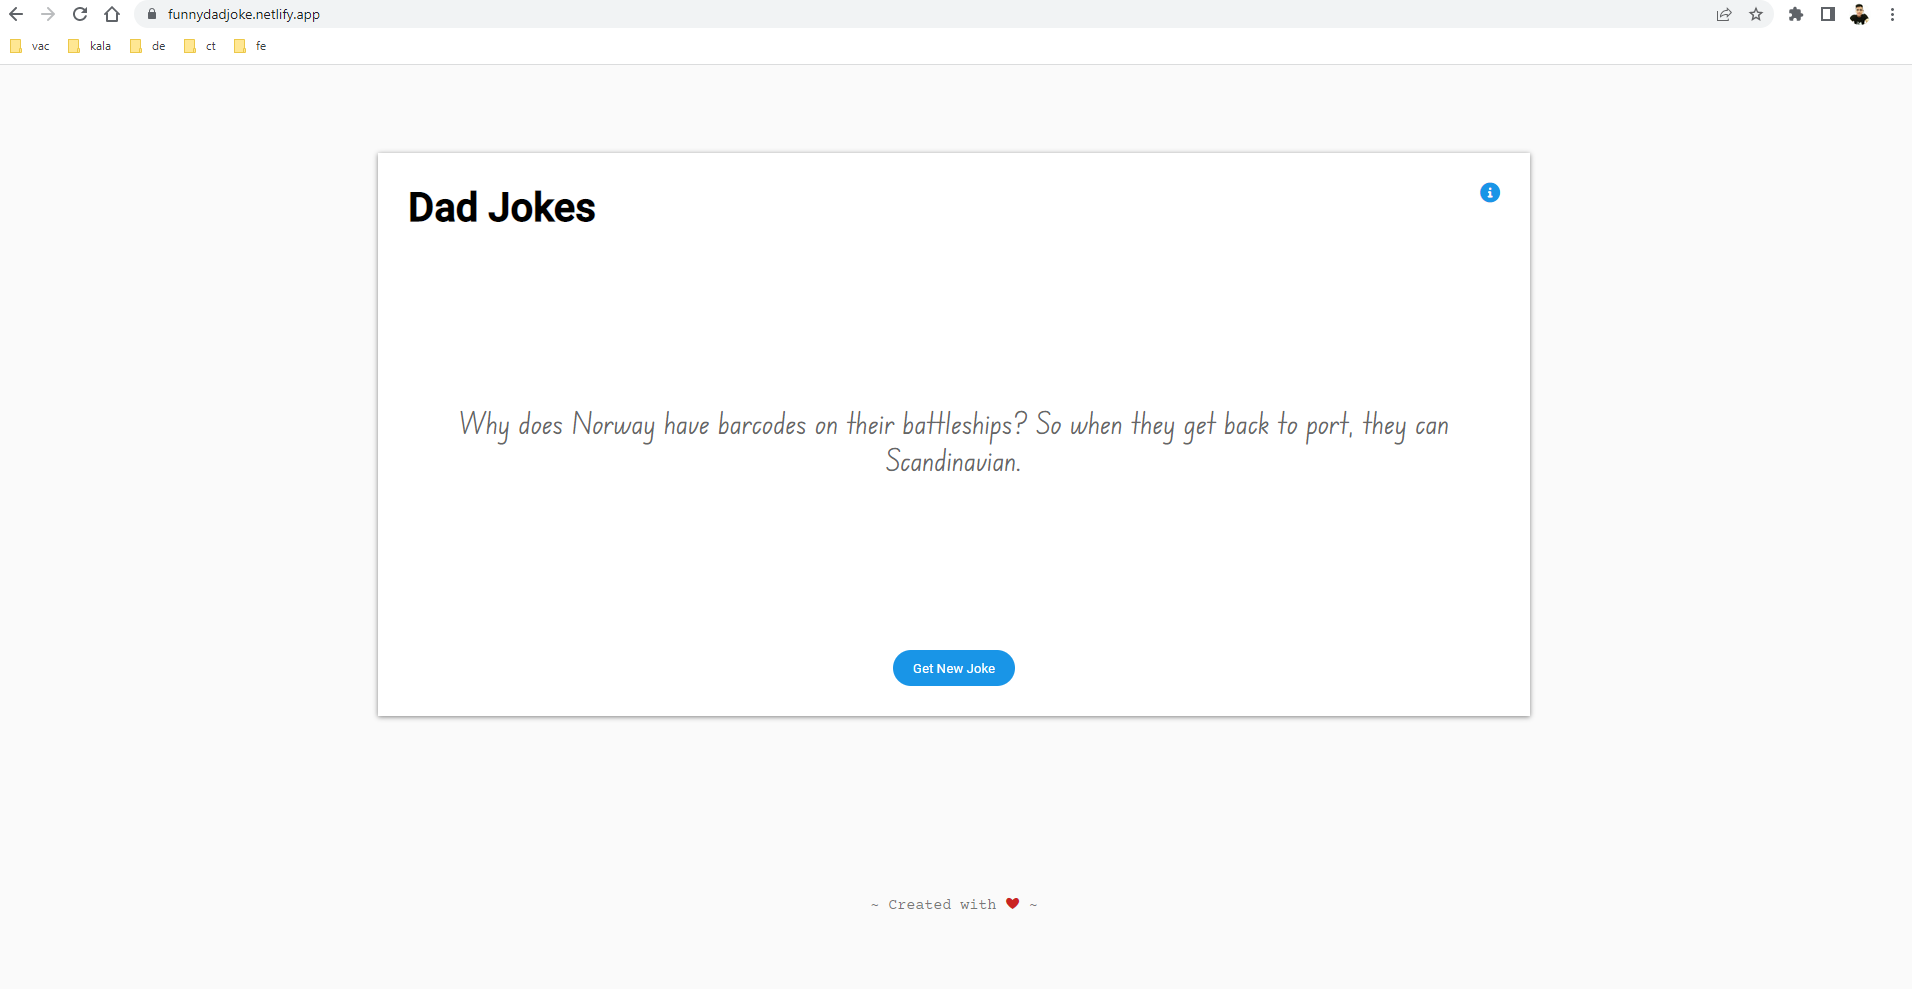 funnydadjoke.netlify.app
vac kala de ct fe
Dad Jokes
Why does Norway have barcodes on their battleships? So when they get back to port, they can
Scandinavian.
Get New Joke
~ Created with ❤ ~